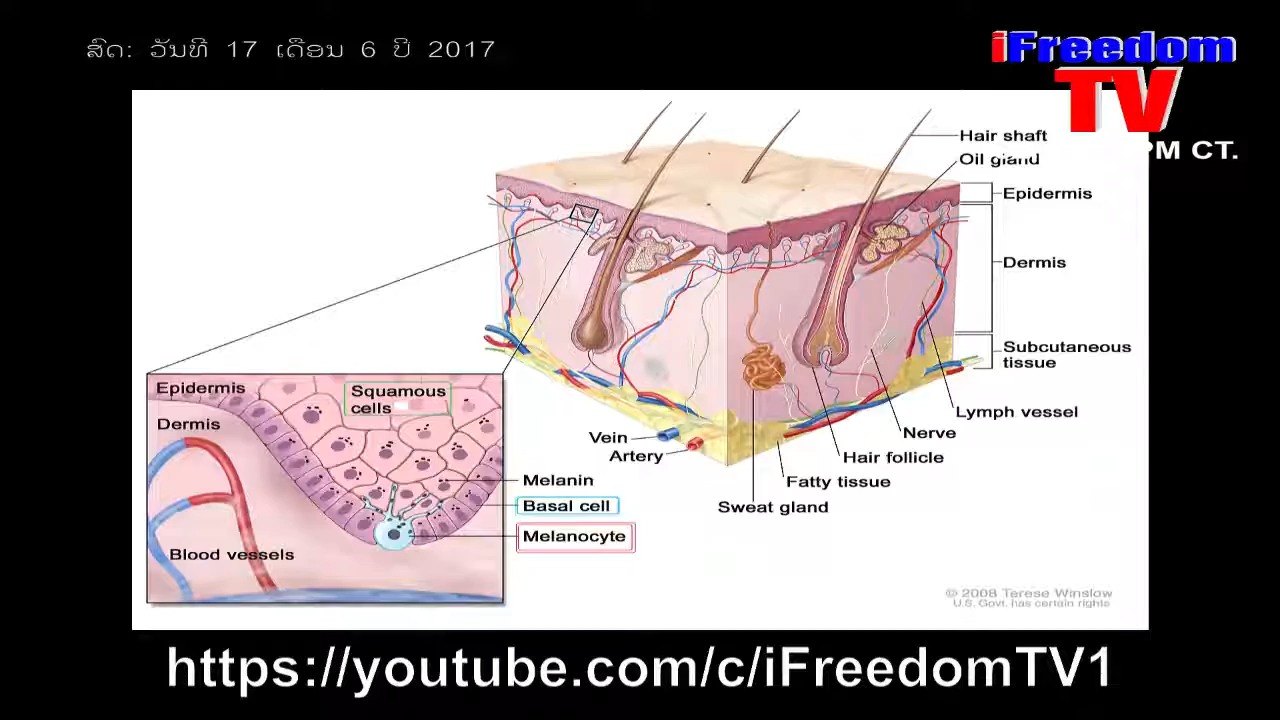 ສົດ: ວັນທີ 17 ເດືອນ 6 ປີ 2017
iFreedom
TV
PM CT.
Hair shaft
Oil gland
Epidermis
Dermis
Subcutaneous
tissue
Lymph vessel
Nerve
Hair follicle
Fatty tissue
Sweat gland
Vein
Artery
Epidermis
Squamous
cells
Dermis
Melanin
Basal cell
Melanocyte
Blood vessels
© 2008 Terese Winslow
U.S. Govt. has certain rights
https://youtube.com/c/iFreedomTV1